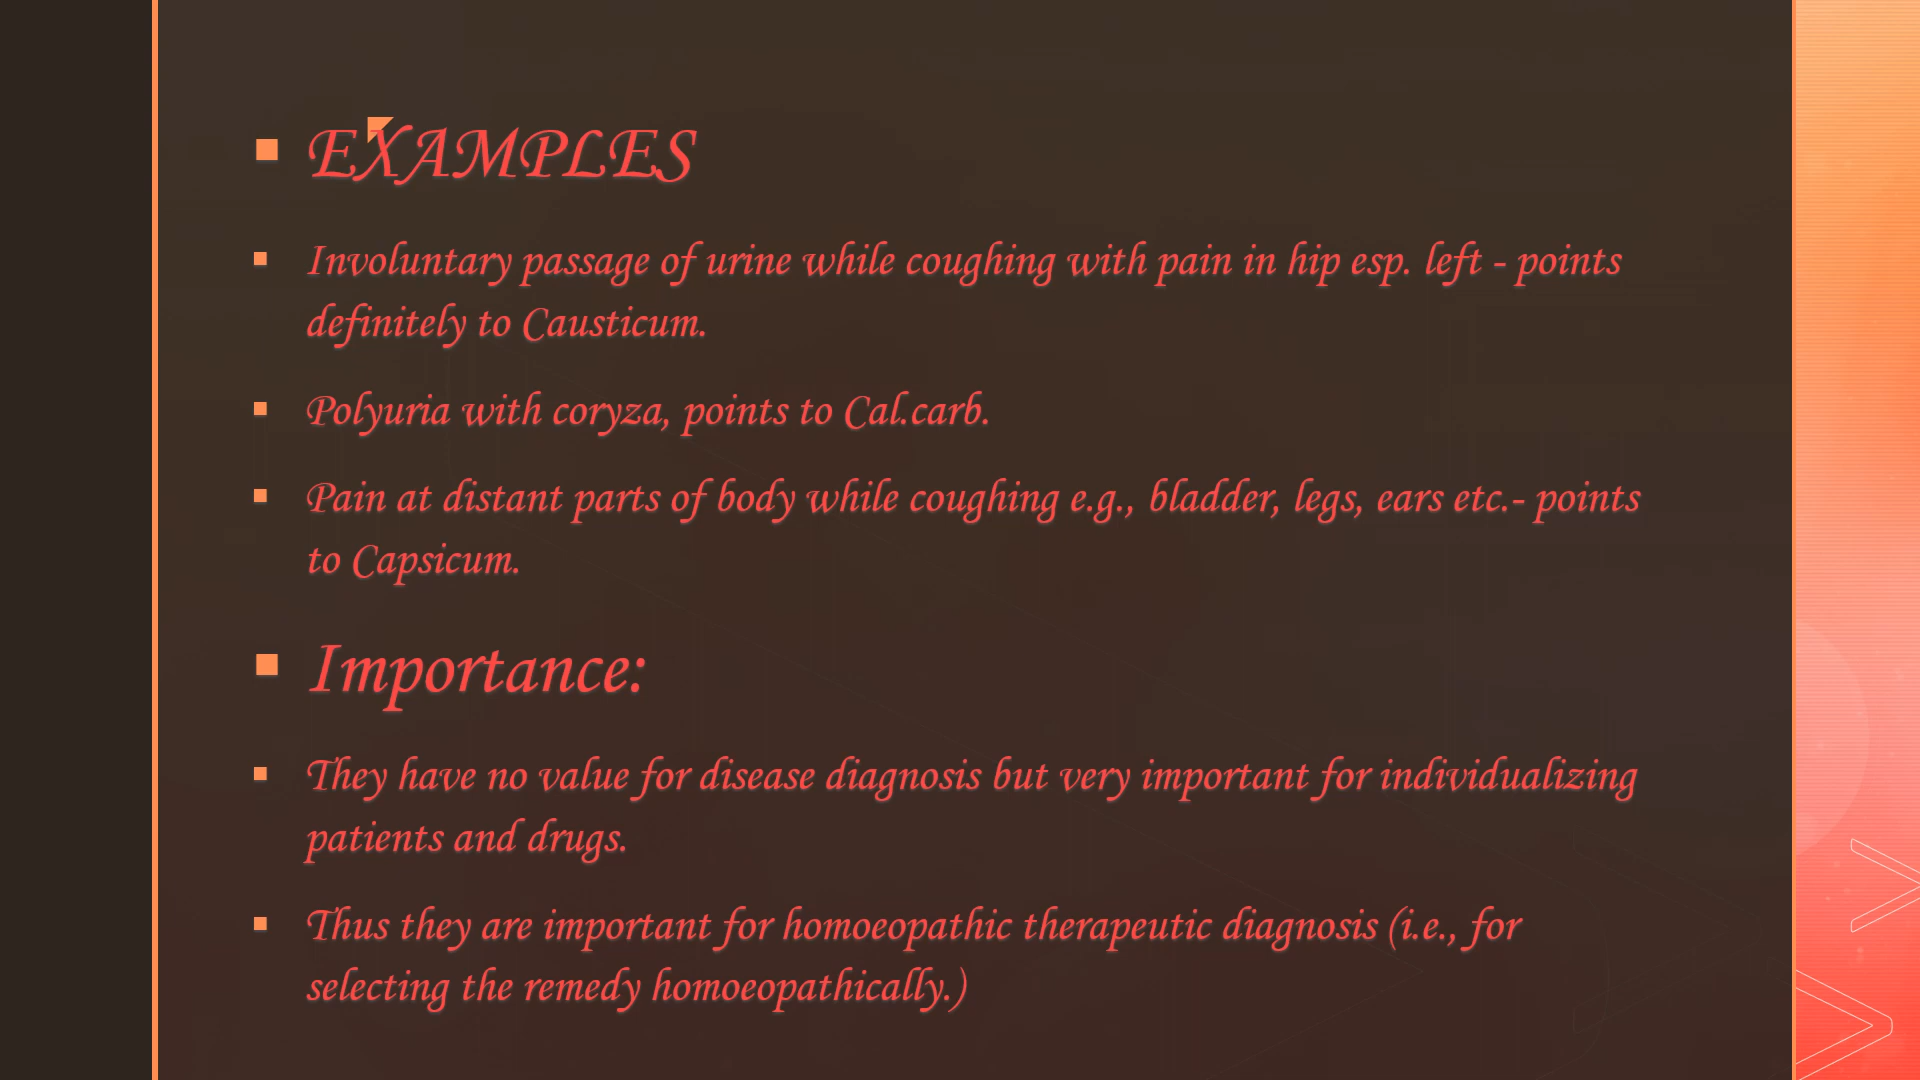 EXAMPLES
Involuntary passage of urine while coughing with pain in hip esp. left - points
definitely to Causticum.
Polyuria with coryza, points to Cal.carb.
Pain at distant parts of body while coughing e.g., bladder, legs, ears etc.- points
to Capsicum.
Importance:
They have no value for disease diagnosis but very important for individualizing
patients and drugs.
Thus they are important for homoeopathic therapeutic diagnosis (i.e., for
selecting the remedy homoeopathically.)